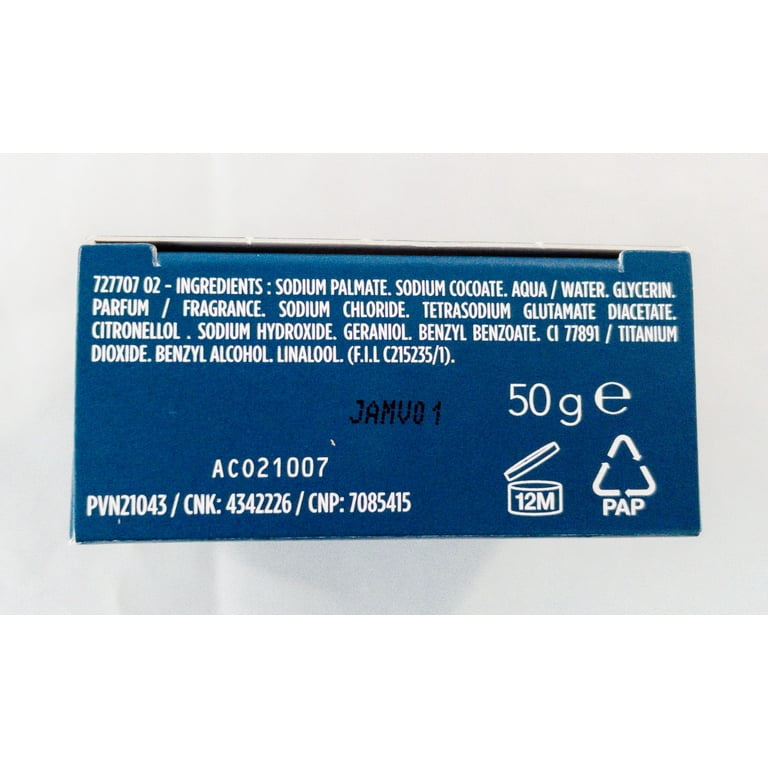 727707 02 - INGREDIENTS : SODIUM PALMATE. SODIUM COCOATE. AQUA / WATER. GLYCERIN.
PARFUM / FRAGRANCE. SODIUM CHLORIDE. TETRASODIUM GLUTAMATE DIACETATE.
CITRONELLOL . SODIUM HYDROXIDE. GERANIOL. BENZYL BENZOATE. CI 77891 / TITANIUM
DIOXIDE. BENZYL ALCOHOL. LINALOOL. (F.I.L C215235/1).
50 g ℮
JAMV01
AC021007
PVN21043 / CNK: 4342226 / CNP: 7085415
12M
PAP